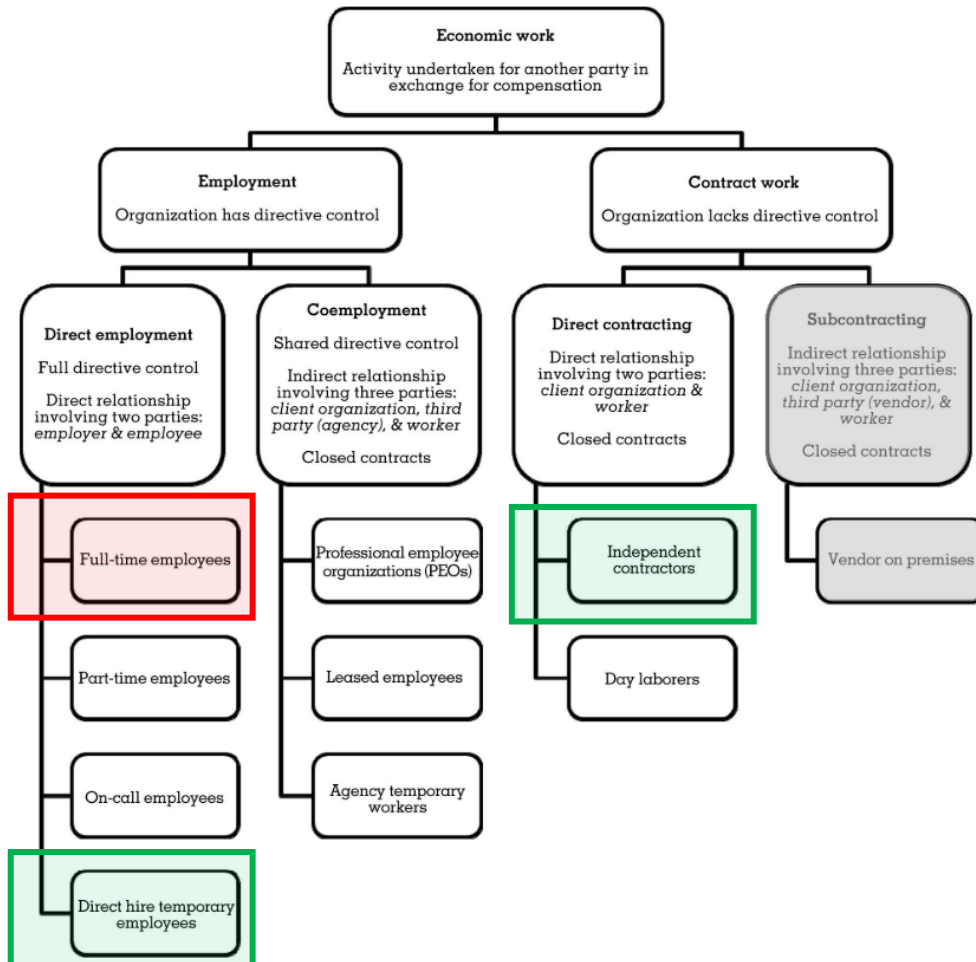 Economic work
Activity undertaken for another party in
exchange for compensation
Employment
Organization has directive control
Contract work
Organization lacks directive control
Direct employment
Full directive control
Direct relationship
involving two parties:
employer & employee
Coemployment
Shared directive control
Indirect relationship
involving three parties:
client organization, third
party (agency), & worker
Closed contracts
Direct contracting
Direct relationship
involving two parties:
client organization &
worker
Closed contracts
Subcontracting
Indirect relationship
involving three parties:
client organization,
third party (vendor), &
worker
Closed contracts
Full-time employees
Professional employee
organizations (PEOs)
Independent
contractors
Vendor on premises
Part-time employees
Leased employees
Day laborers
On-call employees
Agency temporary
workers
Direct hire temporary
employees